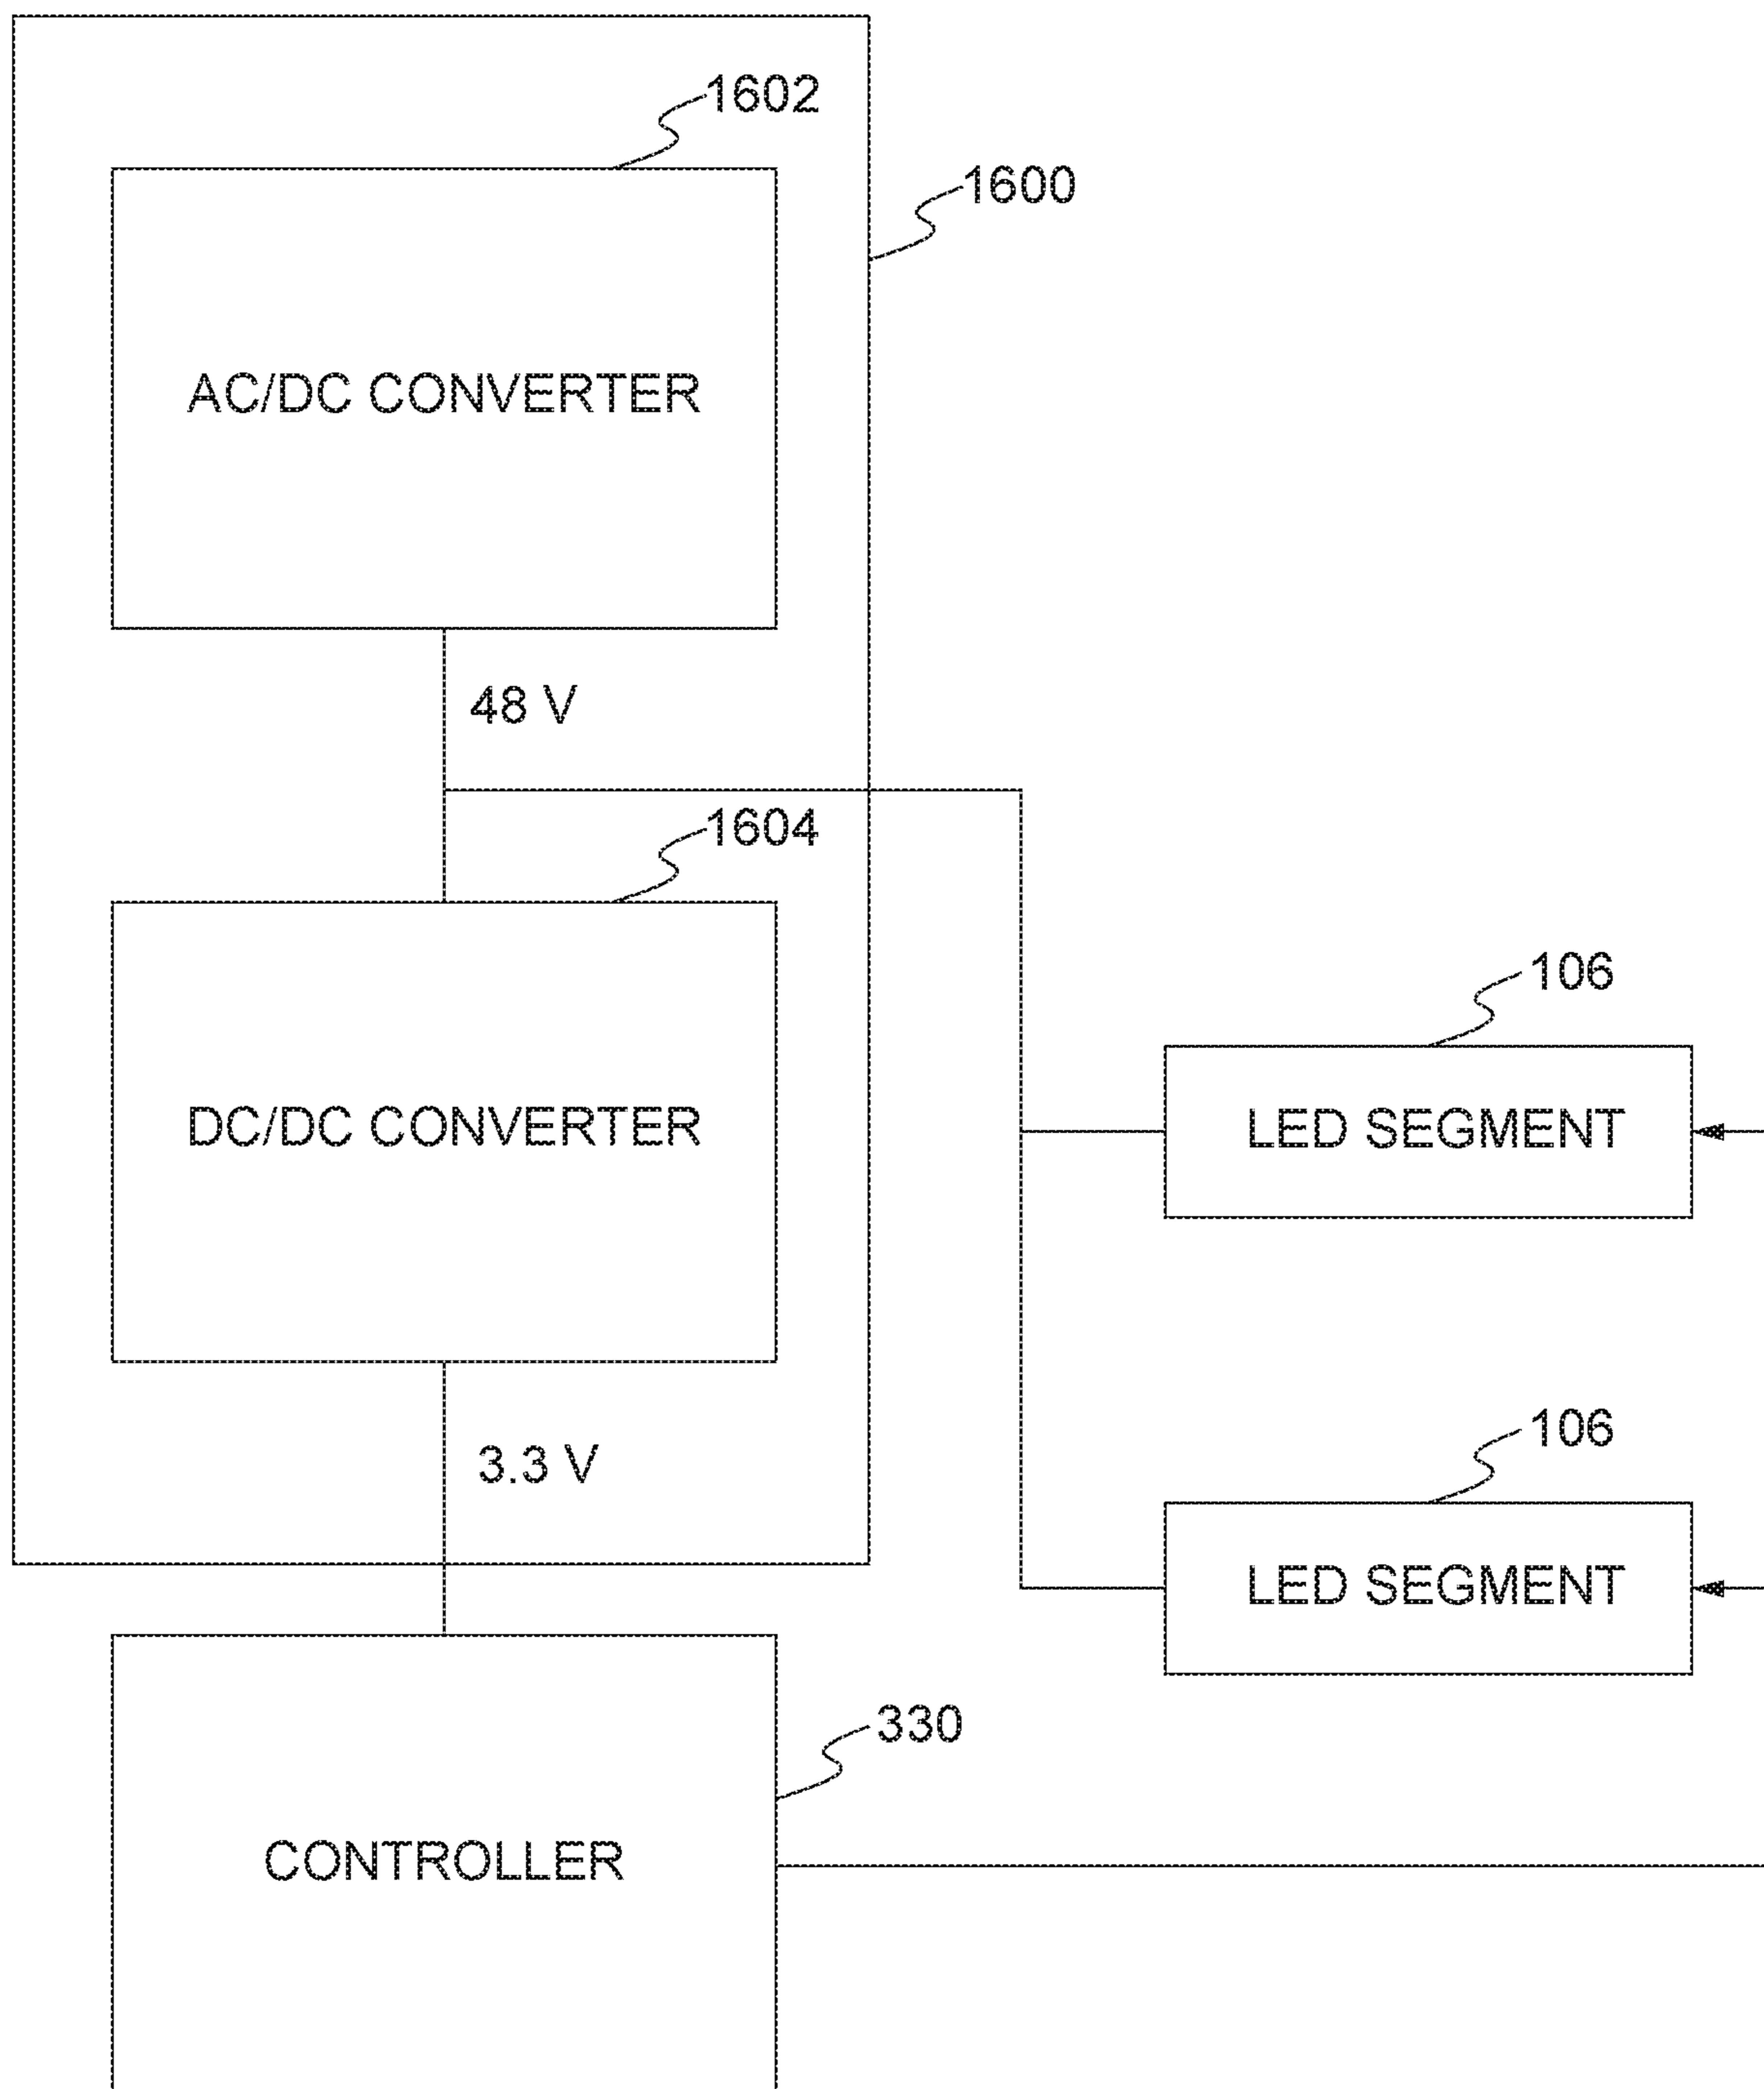 1602
1600
AC/DC CONVERTER
48 V
1604
106
DC/DC CONVERTER
LED SEGMENT
106
3.3 V
LED SEGMENT
330
CONTROLLER